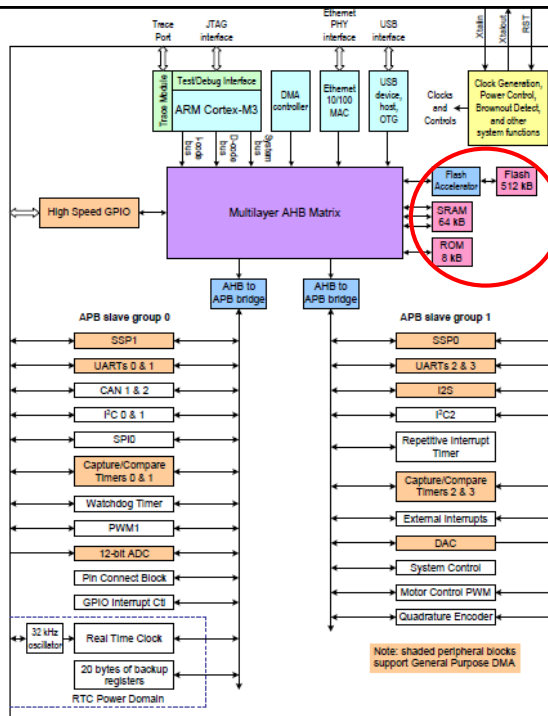 Trace
Port
JTAG
interface
Ethernet
PHY
interface
USB
interface
Xtalin
Xtalout
RST
Trace Module
Test/Debug Interface
ARM Cortex-M3
DMA
controller
Ethernet
10/100
MAC
USB
device,
host,
OTG
Clocks
and
Controls
Clock Generation,
Power Control,
Brownout Detect,
and other
system functions
I-code
bus
D-code
bus
System
bus
High Speed GPIO
Multilayer AHB Matrix
Flash
Accelerator
Flash
512 kB
SRAM
64 kB
ROM
8 kB
AHB to
APB bridge
AHB to
APB bridge
APB slave group 0
SSP1
UARTs 0 & 1
CAN 1 & 2
I²C 0 & 1
SPI0
Capture/Compare
Timers 0 & 1
Watchdog Timer
PWM1
12-bit ADC
Pin Connect Block
GPIO Interrupt Ctl
32 kHz
oscillator
Real Time Clock
20 bytes of backup
registers
RTC Power Domain
APB slave group 1
SSP0
UARTs 2 & 3
I2S
I²C2
Repetitive Interrupt
Timer
Capture/Compare
Timers 2 & 3
External Interrupts
DAC
System Control
Motor Control PWM
Quadrature Encoder
Note: shaded peripheral blocks
support General Purpose DMA